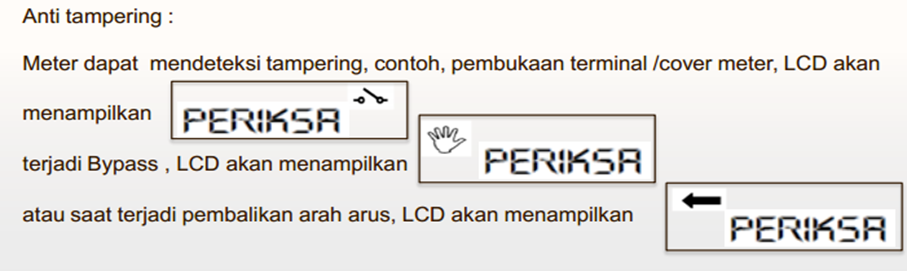 Anti tampering :
Meter dapat mendeteksi tampering, contoh, pembukaan terminal /cover meter, LCD akan
menampilkan PERIKSA
terjadi Bypass , LCD akan menampilkan PERIKSA
atau saat terjadi pembalikan arah arus, LCD akan menampilkan PERIKSA